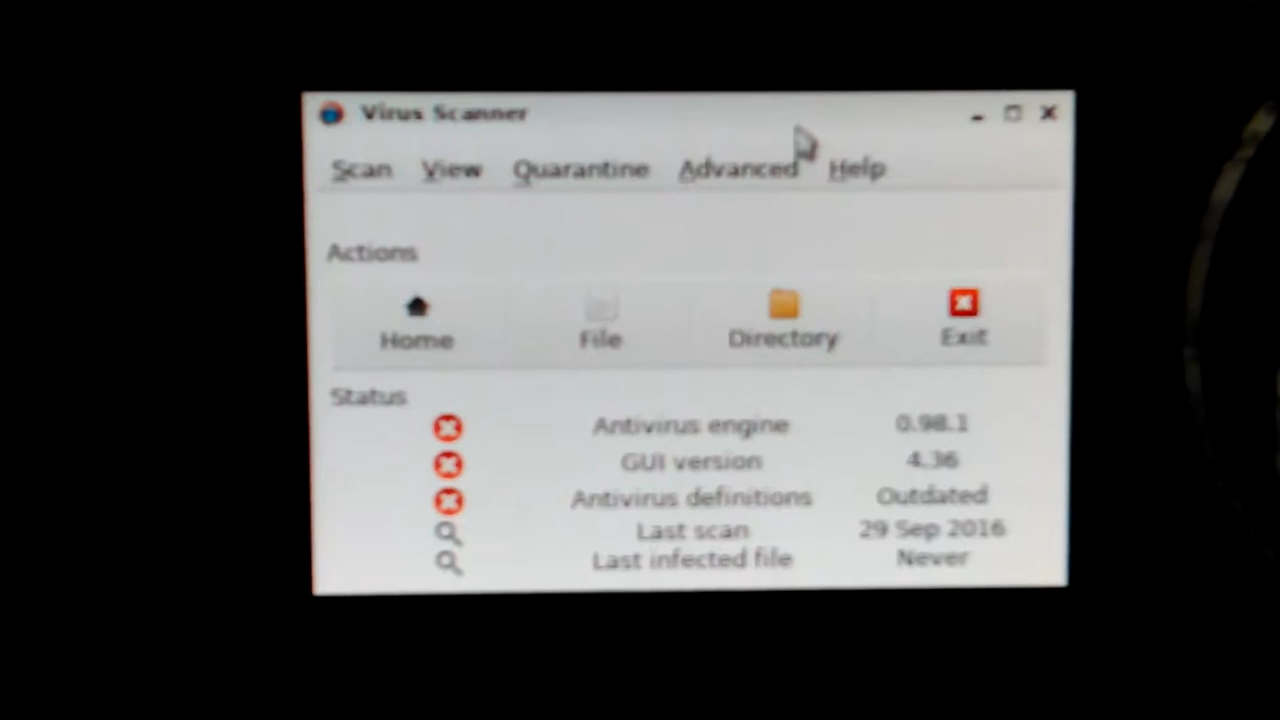 Virus Scanner
Scan View Quarantine Advanced Help
Actions
Home File Directory Exit
Status
Antivirus engine 0.98.1
GUI version 4.36
Antivirus definitions Outdated
Last scan 29 Sep 2016
Last infected file Never